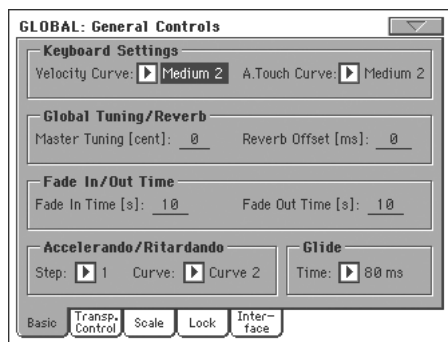 GLOBAL: General Controls
Keyboard Settings
Velocity Curve: Medium 2 A.Touch Curve: Medium 2
Global Tuning/Reverb
Master Tuning [cent]: 0 Reverb Offset [ms]: 0
Fade In/Out Time
Fade In Time [s]: 10 Fade Out Time [s]: 10
Accelerando/Ritardando Glide
Step: 1 Curve: Curve 2 Time: 80 ms
Basic Transp. Control Scale Lock Inter-face